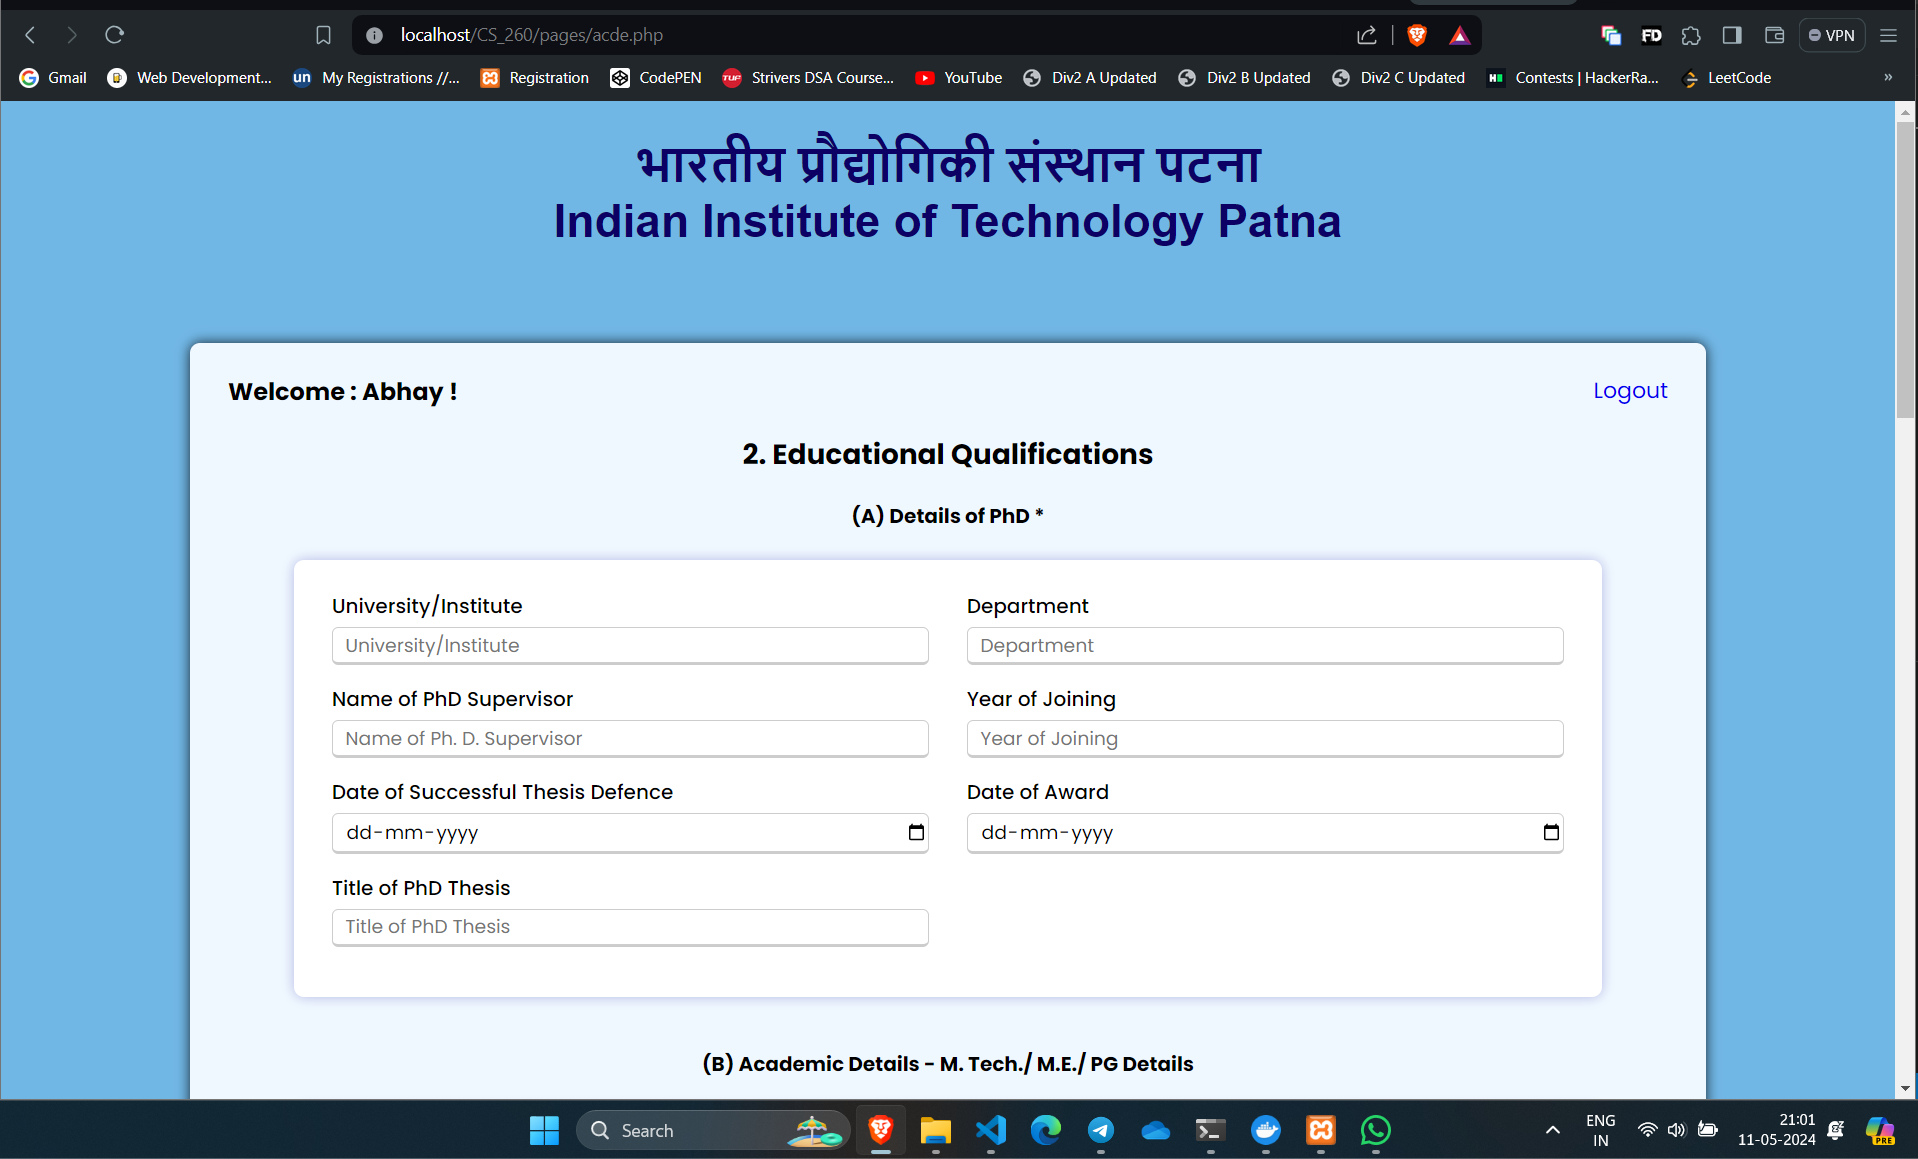 localhost/CS_260/pages/acde.php
FD
VPN
Gmail
Web Development...
un
My Registrations //...
Registration
CodePEN
TUF
Strivers DSA Course...
YouTube
Div2 A Updated
Div2 B Updated
Div2 C Updated
H
Contests | HackerRa...
LeetCode
»
भारतीय प्रौद्योगिकी संस्थान पटना
Indian Institute of Technology Patna
Welcome : Abhay !
Logout
2. Educational Qualifications
(A) Details of PhD *
University/Institute
Department
University/Institute
Department
Name of PhD Supervisor
Year of Joining
Name of Ph. D. Supervisor
Year of Joining
Date of Successful Thesis Defence
Date of Award
dd-mm-yyyy
dd-mm-yyyy
Title of PhD Thesis
Title of PhD Thesis
(B) Academic Details - M. Tech./ M.E./ PG Details
Search
ENG
IN
21:01
11-05-2024
PRE